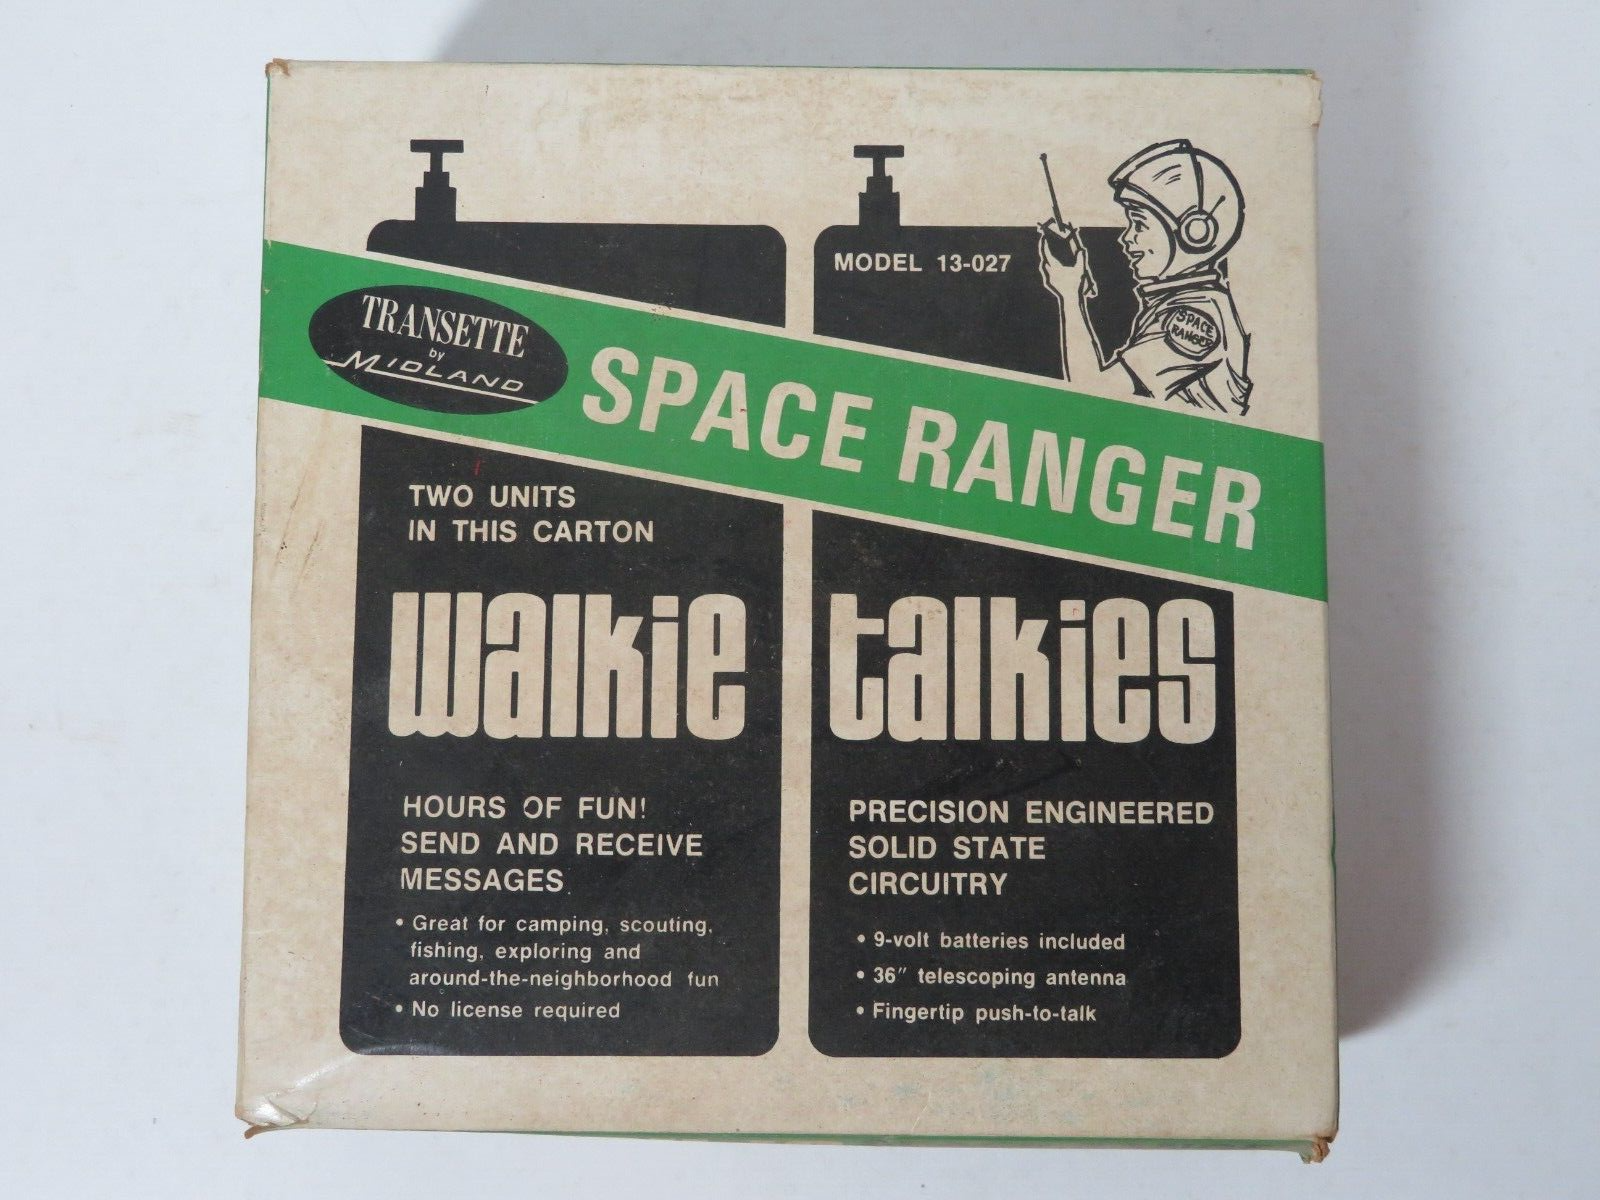 MODEL 13-027
SPACE
RANGER
TRANSETTE
by
MIDLAND
SPACE RANGER
TWO UNITS
IN THIS CARTON
walkie talkies
HOURS OF FUN!
SEND AND RECEIVE
MESSAGES
• Great for camping, scouting,
fishing, exploring and
around-the-neighborhood fun
• No license required
PRECISION ENGINEERED
SOLID STATE
CIRCUITRY
• 9-volt batteries included
• 36" telescoping antenna
• Fingertip push-to-talk